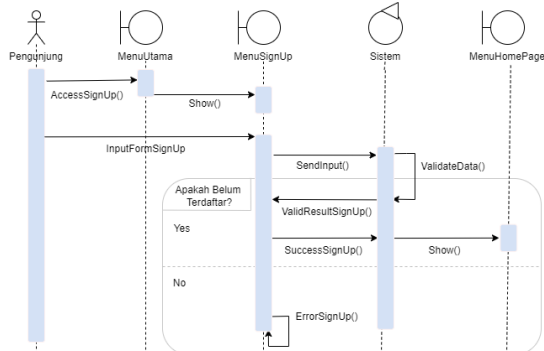 Pengunjung
MenuUtama
MenuSignUp
Sistem
MenuHomePage
AccessSignUp()
Show()
InputFormSignUp
SendInput()
ValidateData()
Apakah Belum
Terdaftar?
ValidResultSignUp()
Yes
SuccessSignUp()
Show()
No
ErrorSignUp()